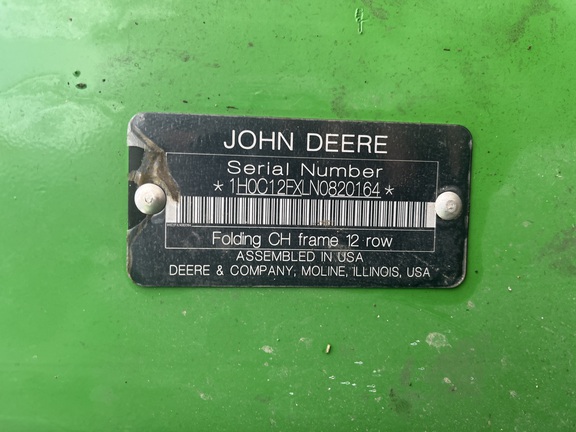 JOHN DEERE
Serial Number
*1H0C12FXLN0820164*
Folding CH frame 12 row
ASSEMBLED IN USA
DEERE & COMPANY, MOLINE, ILLINOIS, USA